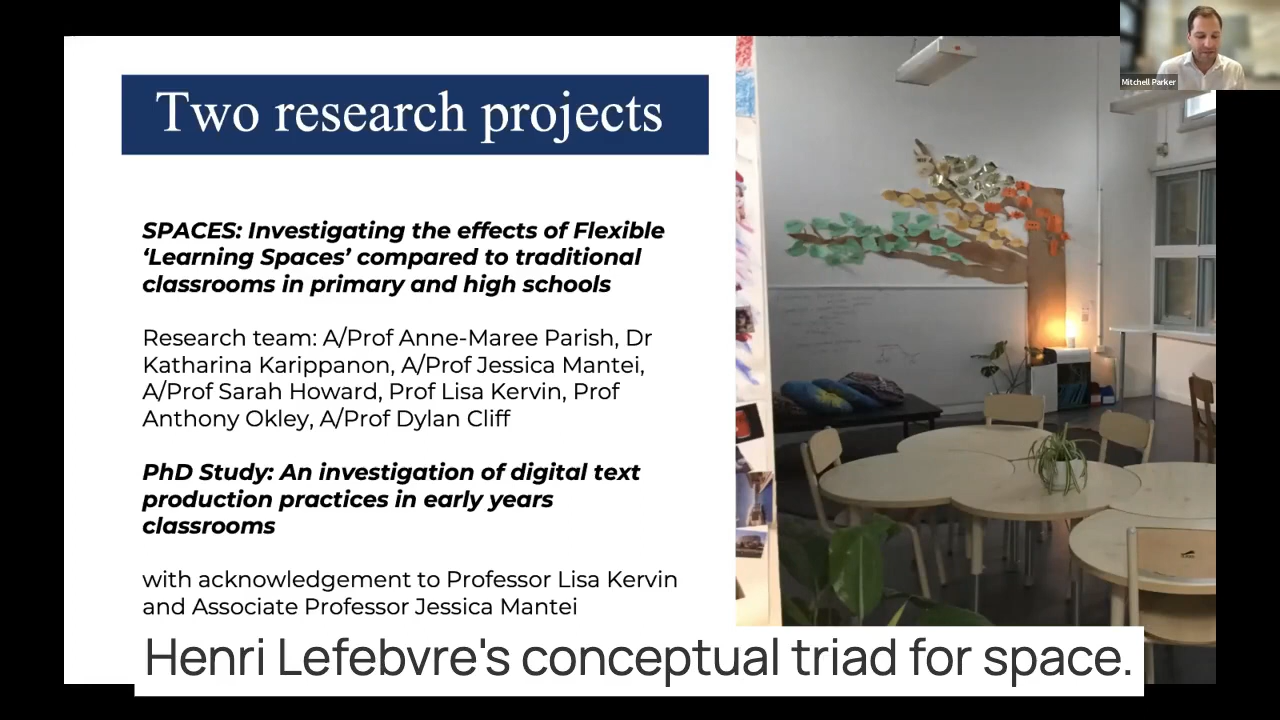 Mitchell Parker
Two research projects
SPACES: Investigating the effects of Flexible
‘Learning Spaces’ compared to traditional
classrooms in primary and high schools
Research team: A/Prof Anne-Maree Parish, Dr
Katharina Karippanon, A/Prof Jessica Mantei,
A/Prof Sarah Howard, Prof Lisa Kervin, Prof
Anthony Okley, A/Prof Dylan Cliff
PhD Study: An investigation of digital text
production practices in early years
classrooms
with acknowledgement to Professor Lisa Kervin
and Associate Professor Jessica Mantei
Henri Lefebvre's conceptual triad for space.